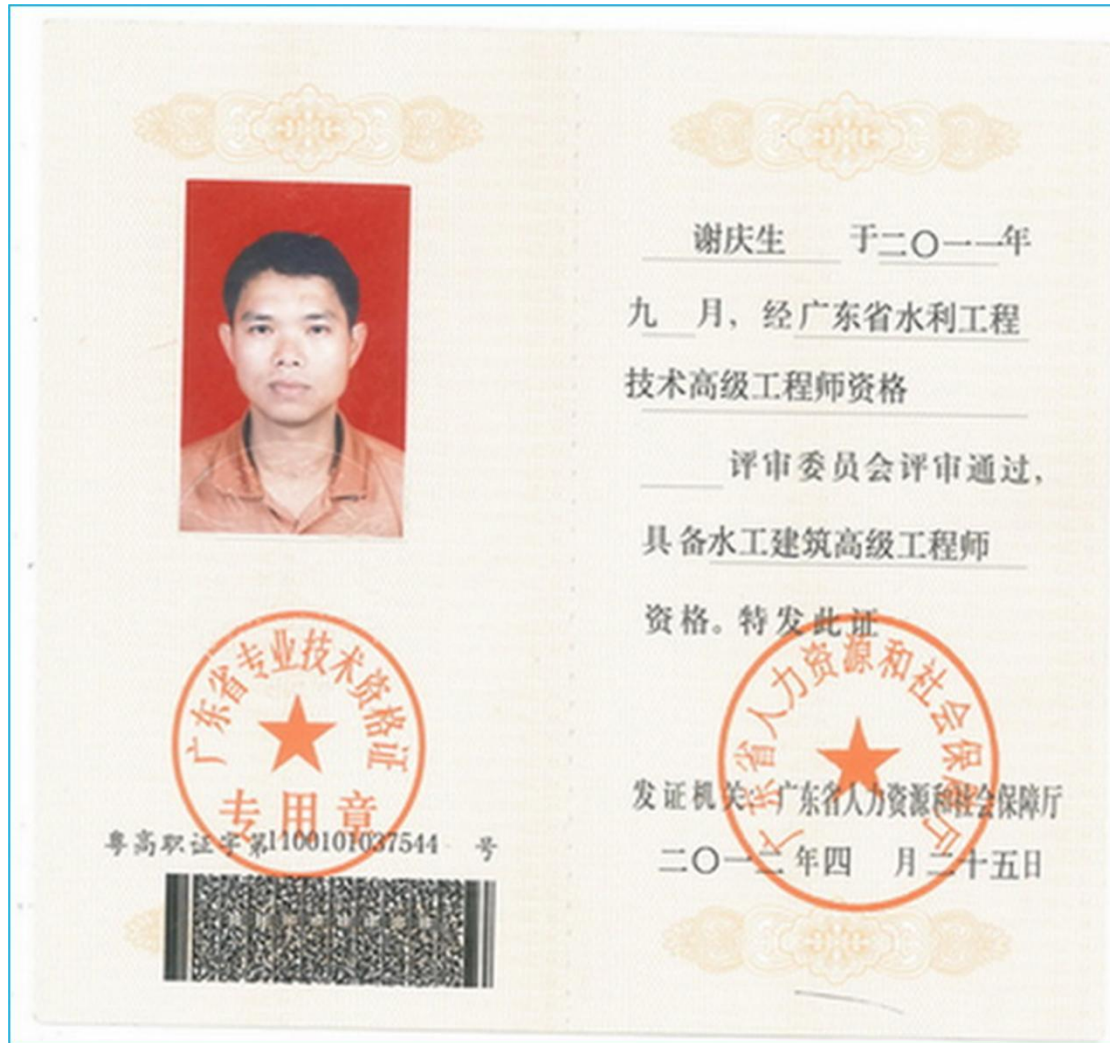 广东省专业技术资格证
专用章
粤高职证字第1100101037544号
谢庆生 于二〇一一年
九 月，经广东省水利工程
技术高级工程师资格
评审委员会评审通过，
具备水工建筑高级工程师
资格。特发此证
广东省人力资源和社会保障厅
发证机关：广东省人力资源和社会保障厅
二〇一二年四 月二十五日